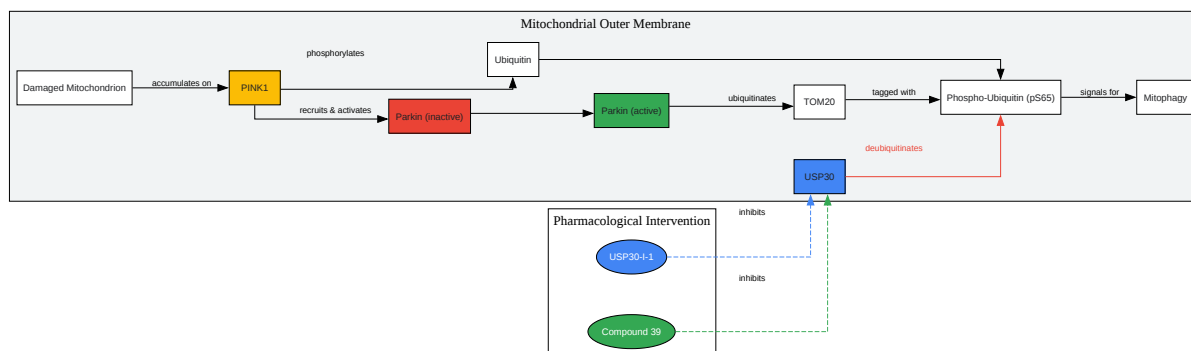 Mitochondrial Outer Membrane
phosphorylates
Ubiquitin
Damaged Mitochondrion
accumulates on
PINK1
recruits & activates
Parkin (inactive)
Parkin (active)
ubiquitinates
TOM20
tagged with
Phospho-Ubiquitin (pS65)
signals for
Mitophagy
deubiquitinates
USP30
Pharmacological Intervention
inhibits
USP30-I-1
inhibits
Compound 39